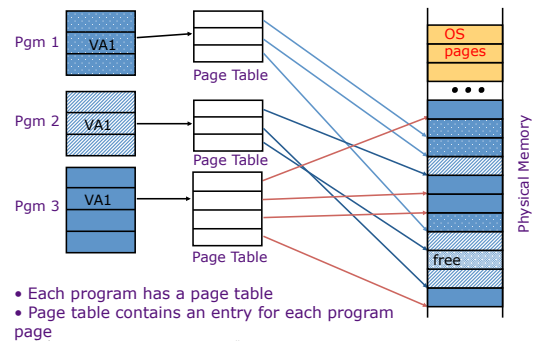 Pgm 1
VA1
Page Table
Pgm 2
VA1
Page Table
Pgm 3
VA1
Page Table
OS
pages
• • •
free
Physical Memory
• Each program has a page table
• Page table contains an entry for each program
page